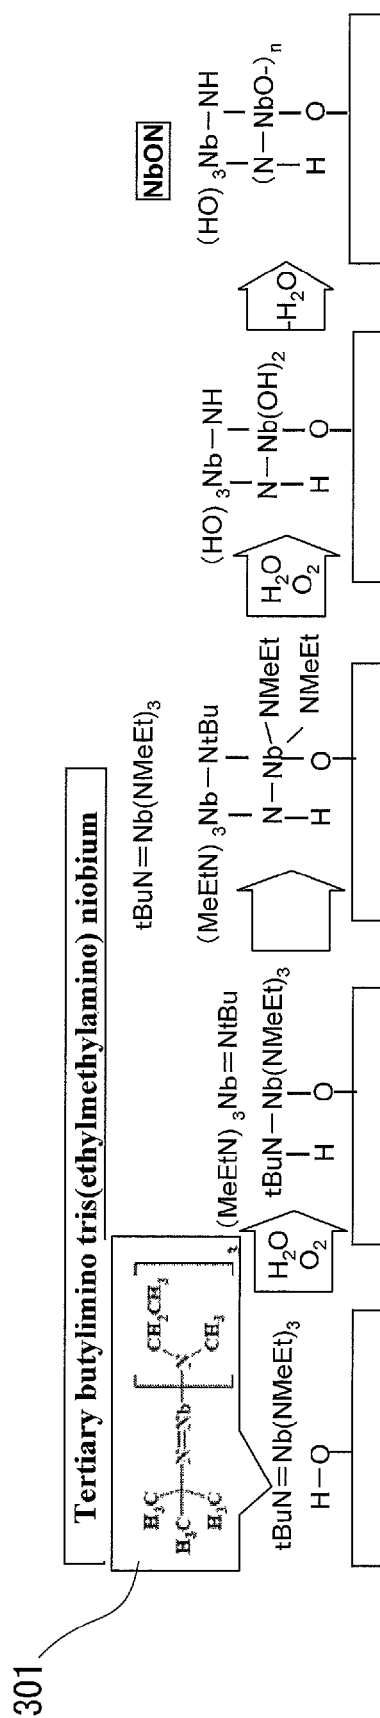 301
Tertiary butylimino tris(ethylmethylamino) niobium
H3C
H3C
H3C
N=Nb
N
CH2CH3
CH3
tBuN=Nb(NMeEt)3
H-O
H2O
O2
(MeEtN)3Nb=NtBu
tBuN-Nb(NMeEt)3
H
O
tBuN=Nb(NMeEt)3
(MeEtN)3Nb-NtBu
N-Nb
NMeEt
NMeEt
H
O
H2O
O2
(HO)3Nb-NH
N-Nb(OH)2
H
O
-H2O
NbON
(HO)3Nb-NH
(N-NbO-)n
H
O